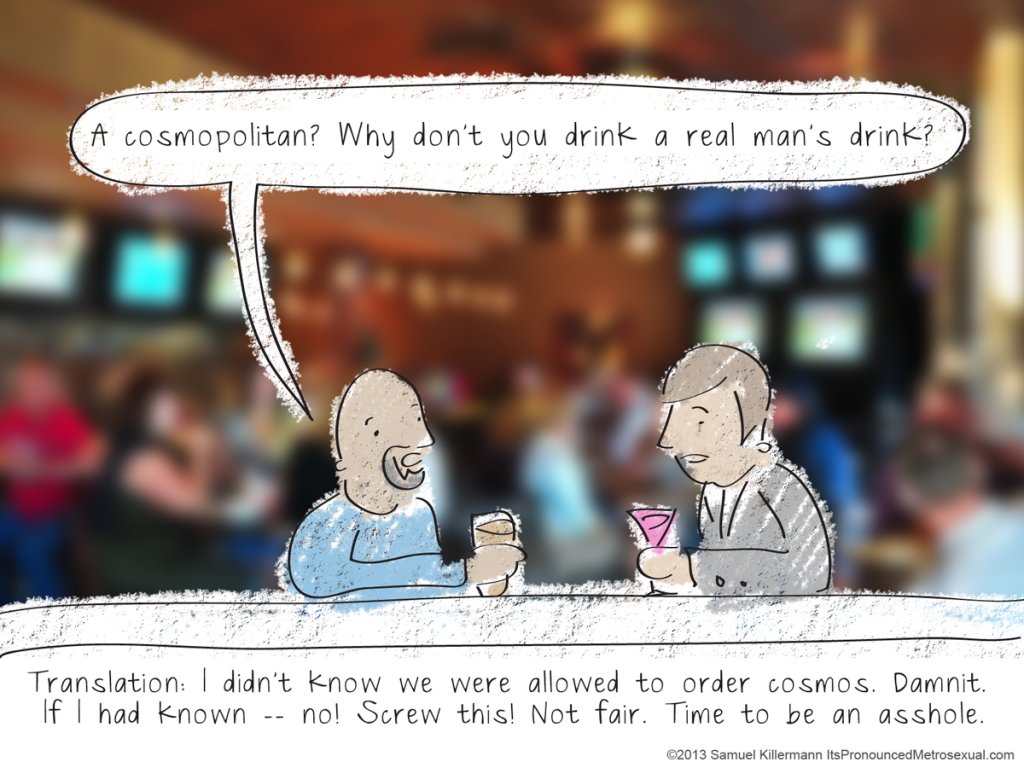 A cosmopolitan? Why don't you drink a real man's drink?
Translation: I didn't know we were allowed to order cosmos. Damnit.
If I had known -- no! Screw this! Not fair. Time to be an asshole.
©2013 Samuel Killermann ItsPronouncedMetrosexual.com